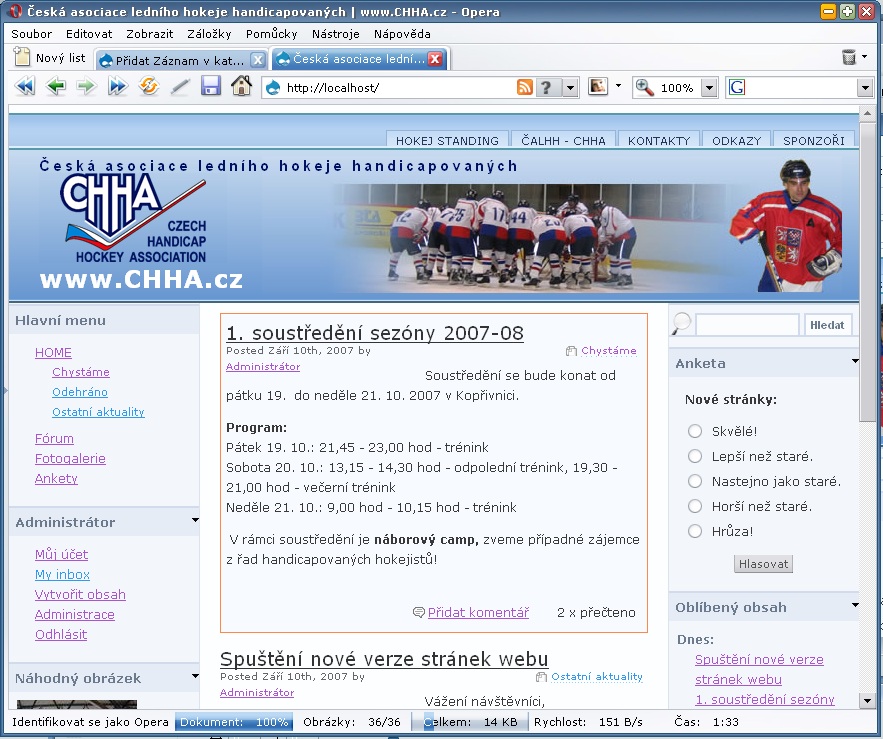 Česká asociace ledního hokeje handicapovaných | www.CHHA.cz - Opera
Soubor Editovat Zobrazit Záložky Pomůcky Nástroje Nápověda
Nový list Přidat Záznam v kat... Česká asociace lední...
http://localhost/ ? 100% G
HOKEJ STANDING ČALHH - CHHA KONTAKTY ODKAZY SPONZOŘI
Česká asociace ledního hokeje handicapovaných
CHHA
CZECH
HANDICAP
HOCKEY ASSOCIATION
www.CHHA.cz
17
44
20
Hlavní menu
HOME
Chystáme
Odehráno
Ostatní aktuality
Fórum
Fotogalerie
Ankety
Administrátor
Můj účet
My inbox
Vytvořit obsah
Administrace
Odhlásit
Náhodný obrázek
1. soustředění sezóny 2007-08
Posted Září 10th, 2007 by
Administrátor
Chystáme
Soustředění se bude konat od
pátku 19. do neděle 21. 10. 2007 v Kopřivnici.
Program:
Pátek 19. 10.: 21,45 - 23,00 hod - trénink
Sobota 20. 10.: 13,15 - 14,30 hod - odpolední trénink, 19,30 -
21,00 hod - večerní trénink
Neděle 21. 10.: 9,00 hod - 10,15 hod - trénink
V rámci soustředění je náborový camp, zveme případné zájemce
z řad handicapovaných hokejistů!
Přidat komentář 2 x přečteno
Spuštění nové verze stránek webu
Posted Září 10th, 2007 by
Administrátor
Ostatní aktuality
Vážení návštěvníci,
Hledat
Anketa
Nové stránky:
Skvělé!
Lepší než staré.
Nastejno jako staré.
Horší než staré.
Hrůza!
Hlasovat
Oblíbený obsah
Dnes:
Spuštění nové verze
stránek webu
1. soustředění sezóny
Identifikovat se jako Opera Dokument: 100% Obrázky: 36/36 Celkem: 14 KB Rychlost: 151 B/s Čas: 1:33